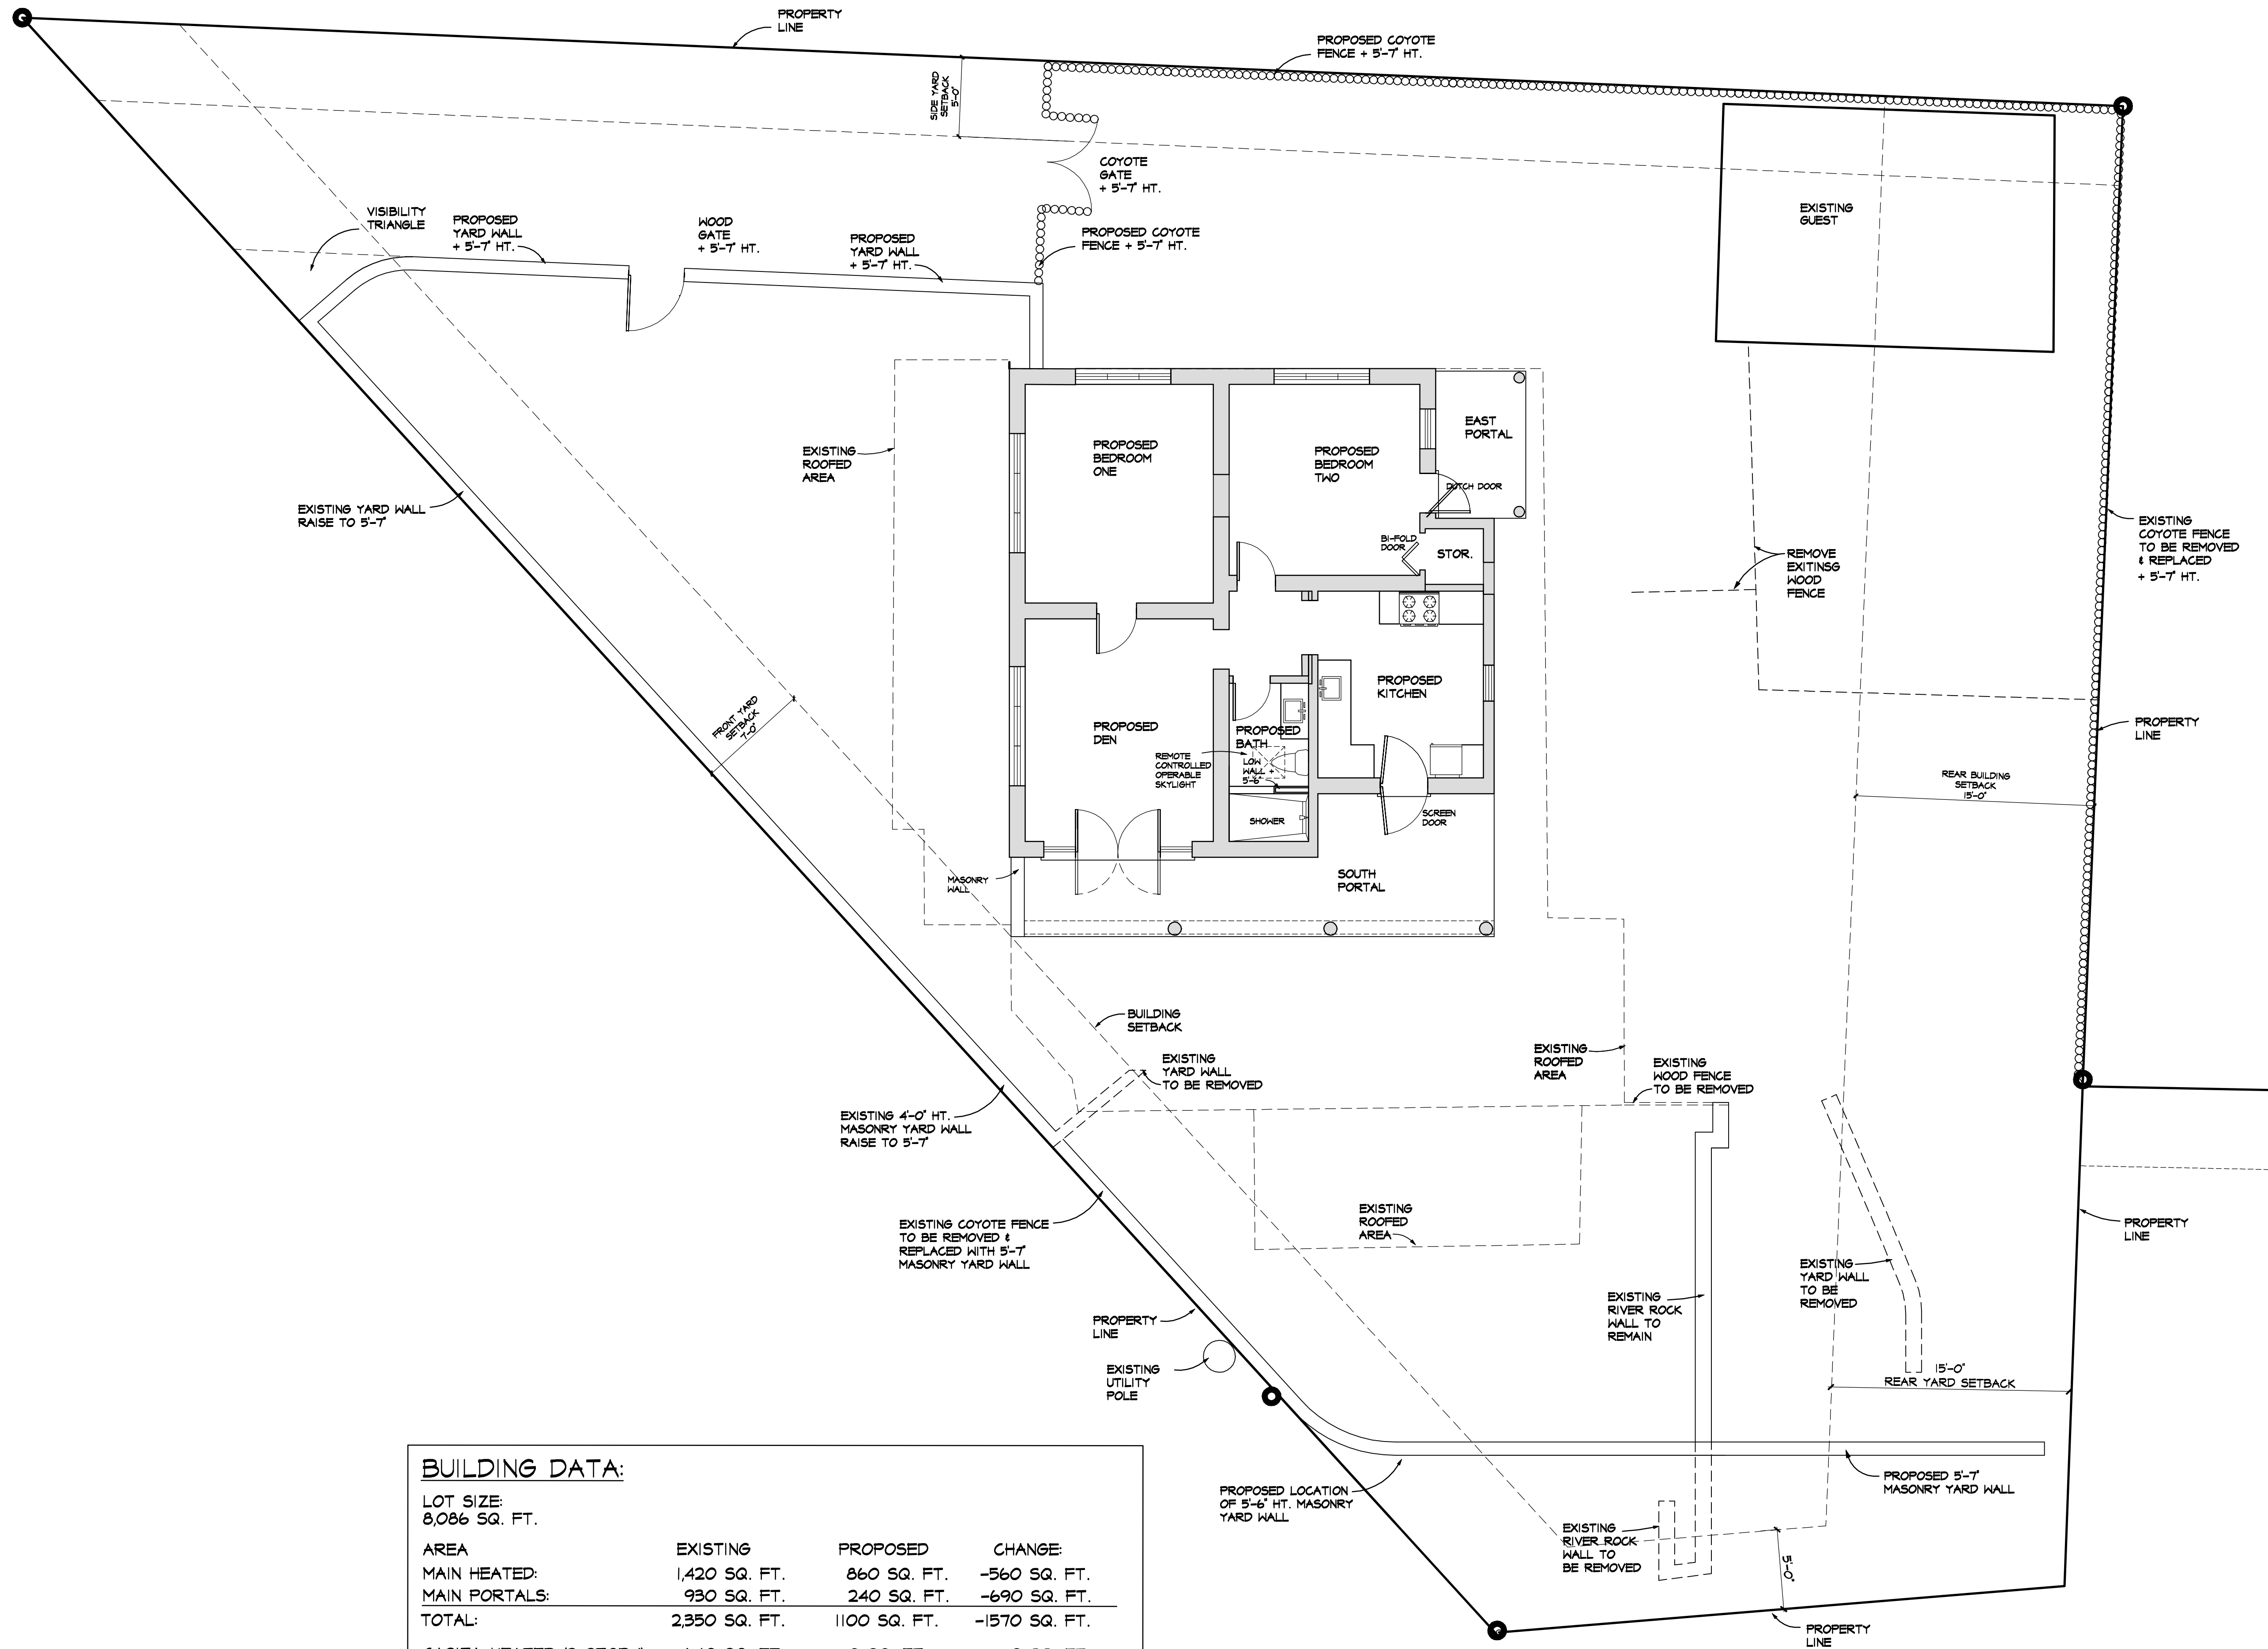 PROPERTY
LINE
PROPOSED COYOTE
FENCE + 5'-7" HT.
SIDE YARD
SETBACK
5'-0"
COYOTE
GATE
+ 5'-7" HT.
VISIBILITY
TRIANGLE
PROPOSED
YARD WALL
+ 5'-7" HT.
WOOD
GATE
+ 5'-7" HT.
PROPOSED
YARD WALL
+ 5'-7" HT.
PROPOSED COYOTE
FENCE + 5'-7" HT.
EXISTING
GUEST
EXISTING
ROOFED
AREA
PROPOSED
BEDROOM
ONE
PROPOSED
BEDROOM
TWO
EAST
PORTAL
DUTCH DOOR
EXISTING YARD WALL
RAISE TO 5'-7"
BI-FOLD
DOOR
STOR.
REMOVE
EXITINSG
WOOD
FENCE
EXISTING
COYOTE FENCE
TO BE REMOVED
& REPLACED
+ 5'-7" HT.
FRONT YARD
SETBACK
7'-0"
PROPOSED
DEN
PROPOSED
BATH
PROPOSED
KITCHEN
REMOTE
CONTROLLED
OPERABLE
SKYLIGHT
LOW
WALL +
5'-6"
SHOWER
SCREEN
DOOR
PROPERTY
LINE
REAR BUILDING
SETBACK
15'-0"
MASONRY
WALL
SOUTH
PORTAL
BUILDING
SETBACK
EXISTING
YARD WALL
TO BE REMOVED
EXISTING
ROOFED
AREA
EXISTING
WOOD FENCE
TO BE REMOVED
EXISTING 4'-0" HT.
MASONRY YARD WALL
RAISE TO 5'-7"
EXISTING COYOTE FENCE
TO BE REMOVED &
REPLACED WITH 5'-7"
MASONRY YARD WALL
EXISTING
ROOFED
AREA
PROPERTY
LINE
EXISTING
YARD WALL
TO BE
REMOVED
EXISTING
RIVER ROCK
WALL TO
REMAIN
PROPERTY
LINE
EXISTING
UTILITY
POLE
15'-0"
REAR YARD SETBACK
PROPOSED LOCATION
OF 5'-6" HT. MASONRY
YARD WALL
PROPOSED 5'-7"
MASONRY YARD WALL
EXISTING
RIVER ROCK
WALL TO
BE REMOVED
5'-0"
PROPERTY
LINE
BUILDING DATA:
LOT SIZE:
8,086 SQ. FT.
AREA EXISTING PROPOSED CHANGE:
MAIN HEATED: 1,420 SQ. FT. 860 SQ. FT. -560 SQ. FT.
MAIN PORTALS: 930 SQ. FT. 240 SQ. FT. -690 SQ. FT.
TOTAL: 2,350 SQ. FT. 1100 SQ. FT. -1570 SQ. FT.